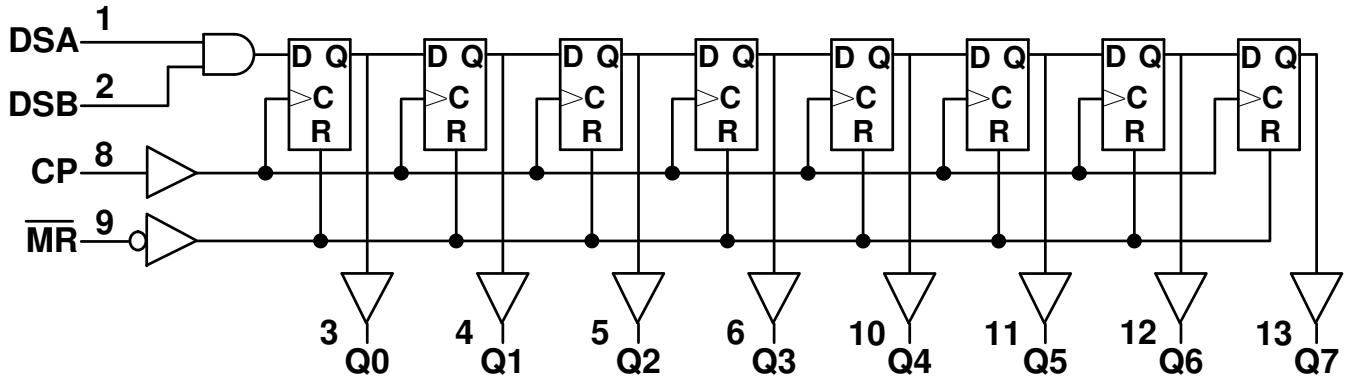 1
DSA
2
DSB
8
CP
9
MR
D Q D Q D Q D Q D Q D Q D Q D Q
C C C C C C C C
R R R R R R R R
3 4 5 6 10 11 12 13
Q0 Q1 Q2 Q3 Q4 Q5 Q6 Q7